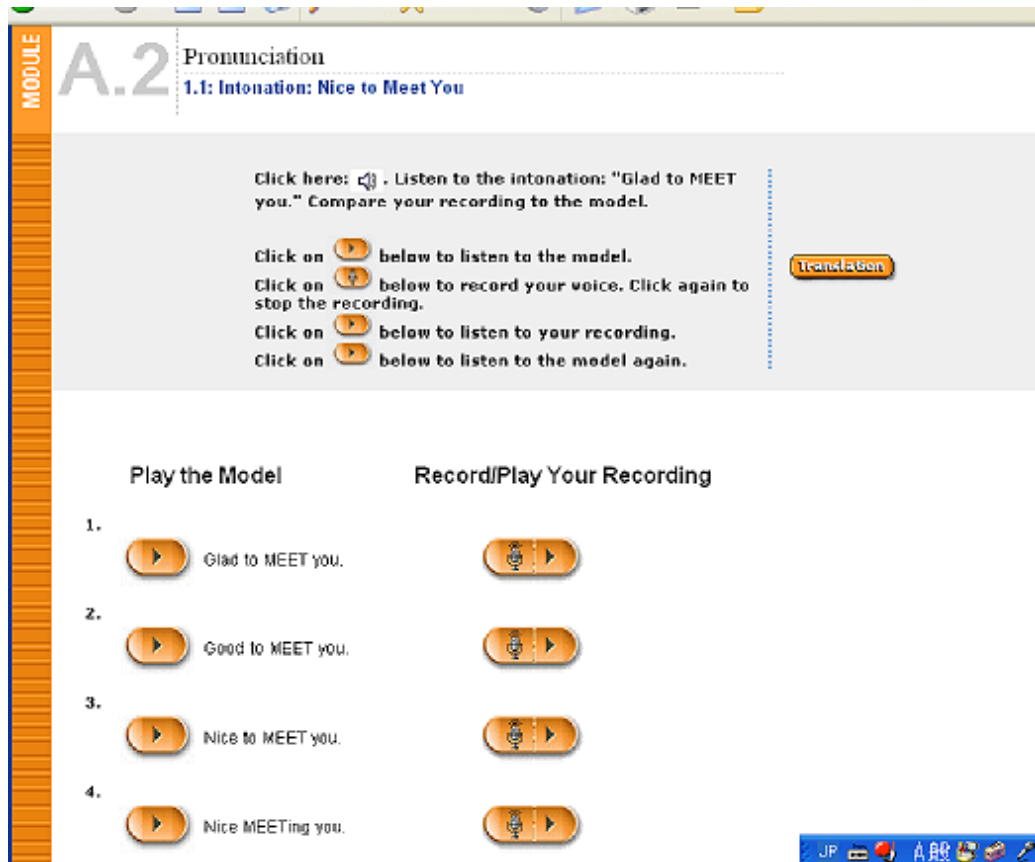 MODULE
A.2
Pronunciation
1.1: Intonation: Nice to Meet You
Click here: . Listen to the intonation: "Glad to MEET
you." Compare your recording to the model.
Click on below to listen to the model.
Click on below to record your voice. Click again to
stop the recording.
Click on below to listen to your recording.
Click on below to listen to the model again.
Translation
Play the Model
Record/Play Your Recording
1.
Glad to MEET you.
2.
Good to MEET you.
3.
Nice to MEET you.
4.
Nice MEETing you.
JP
A般